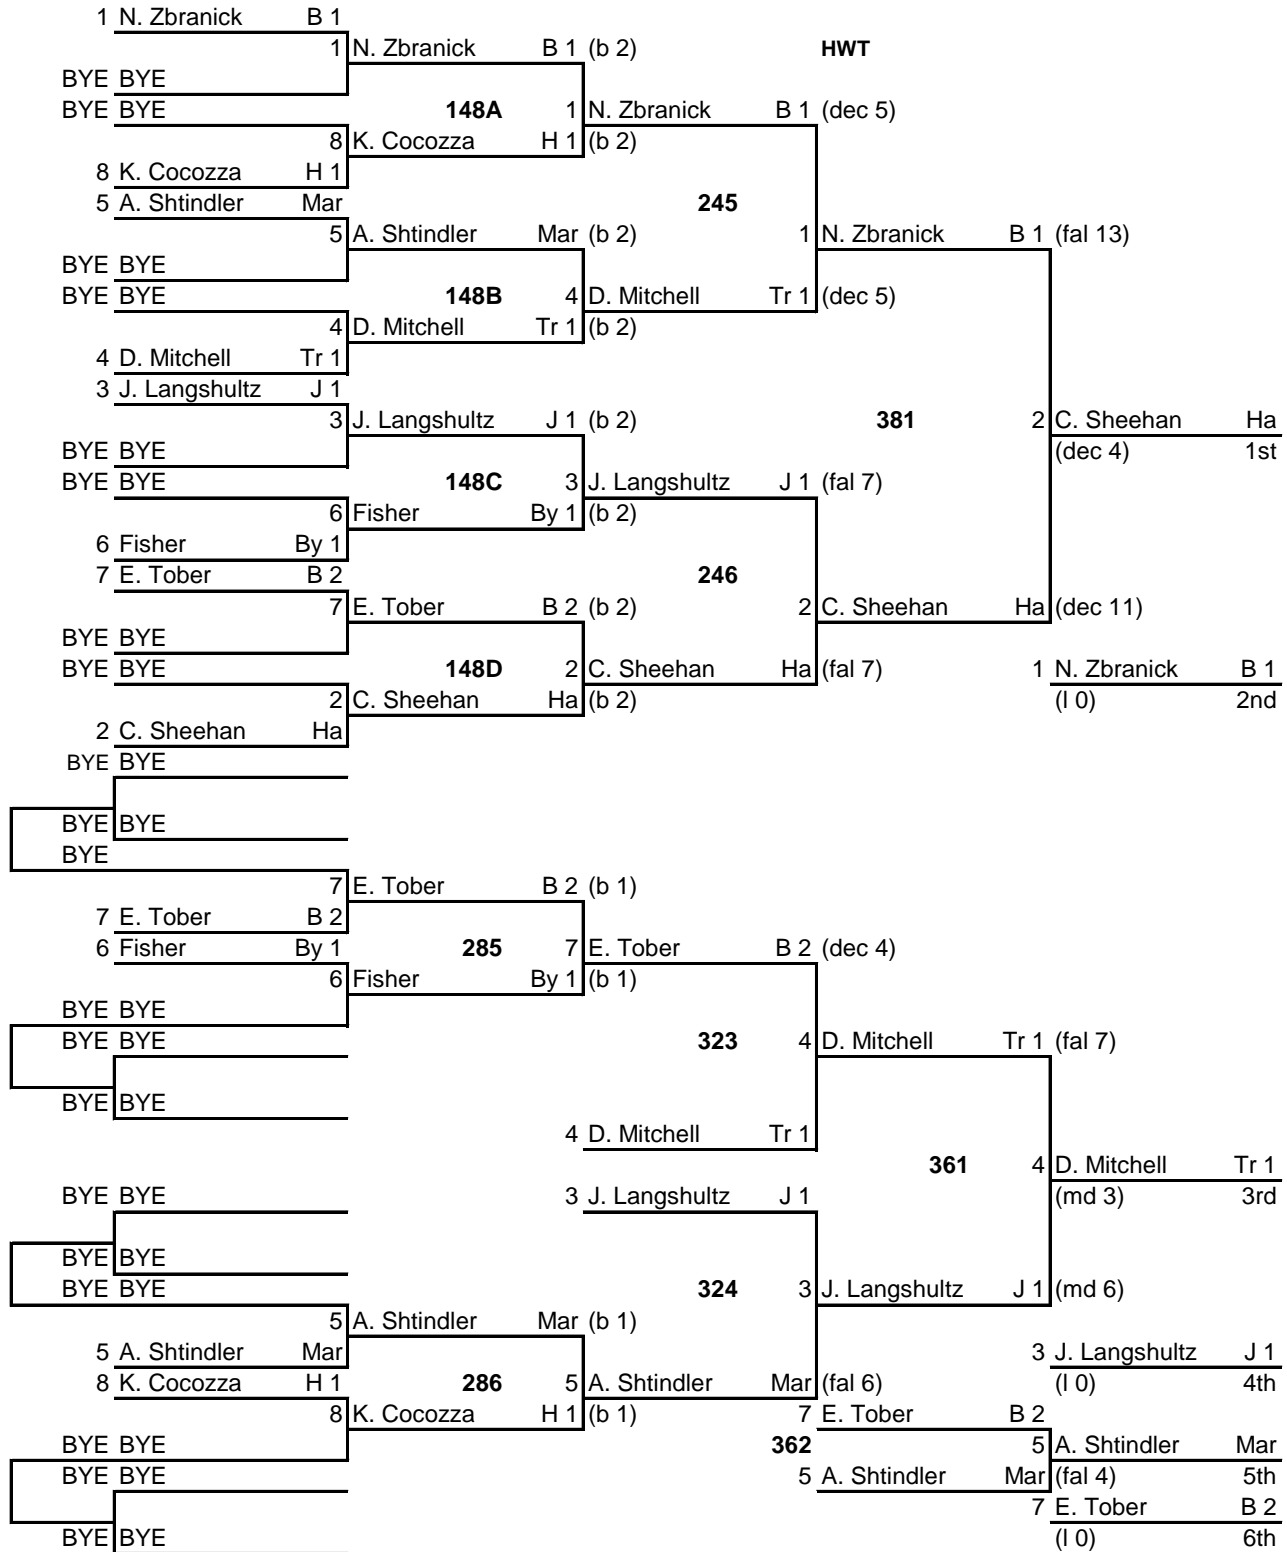 1 N. Zbranick B 1
1 N. Zbranick B 1 (b 2) HWT
BYE BYE
BYE BYE 148A 1 N. Zbranick B 1 (dec 5)
8 K. Cocozza H 1 (b 2)
8 K. Cocozza H 1
5 A. Shtindler Mar 245
5 A. Shtindler Mar (b 2) 1 N. Zbranick B 1 (fal 13)
BYE BYE
BYE BYE 148B 4 D. Mitchell Tr 1 (dec 5)
4 D. Mitchell Tr 1 (b 2)
4 D. Mitchell Tr 1
3 J. Langshultz J 1
3 J. Langshultz J 1 (b 2) 381 2 C. Sheehan Ha
BYE BYE (dec 4) 1st
BYE BYE 148C 3 J. Langshultz J 1 (fal 7)
6 Fisher By 1 (b 2)
6 Fisher By 1
7 E. Tober B 2 246
7 E. Tober B 2 (b 2) 2 C. Sheehan Ha (dec 11)
BYE BYE
BYE BYE 148D 2 C. Sheehan Ha (fal 7) 1 N. Zbranick B 1
2 C. Sheehan Ha (b 2) (l 0) 2nd
2 C. Sheehan Ha
BYE BYE
BYE BYE
BYE
7 E. Tober B 2 (b 1)
7 E. Tober B 2
6 Fisher By 1 285 7 E. Tober B 2 (dec 4)
6 Fisher By 1 (b 1)
BYE BYE
BYE BYE 323 4 D. Mitchell Tr 1 (fal 7)
BYE BYE
4 D. Mitchell Tr 1
361 4 D. Mitchell Tr 1
BYE BYE 3 J. Langshultz J 1 (md 3) 3rd
BYE BYE
BYE BYE 324 3 J. Langshultz J 1 (md 6)
5 A. Shtindler Mar (b 1)
5 A. Shtindler Mar 3 J. Langshultz J 1
8 K. Cocozza H 1 286 5 A. Shtindler Mar (fal 6) (l 0) 4th
8 K. Cocozza H 1 (b 1) 7 E. Tober B 2
BYE BYE 362 5 A. Shtindler Mar
BYE BYE 5 A. Shtindler Mar (fal 4) 5th
7 E. Tober B 2
BYE BYE (l 0) 6th